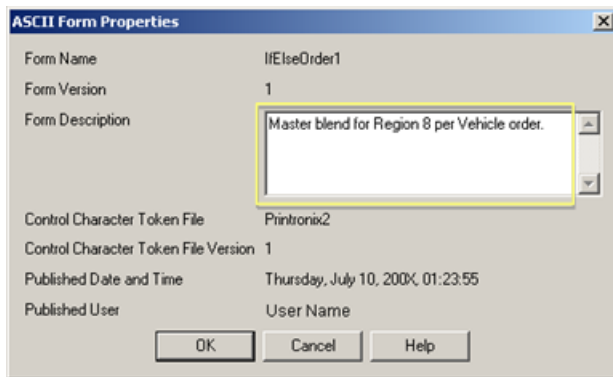 ASCII Form Properties
Form Name IfElseOrder1
Form Version 1
Form Description Master blend for Region 8 per Vehicle order.
Control Character Token File Printronix2
Control Character Token File Version 1
Published Date and Time Thursday, July 10, 200X, 01:23:55
Published User User Name
OK Cancel Help